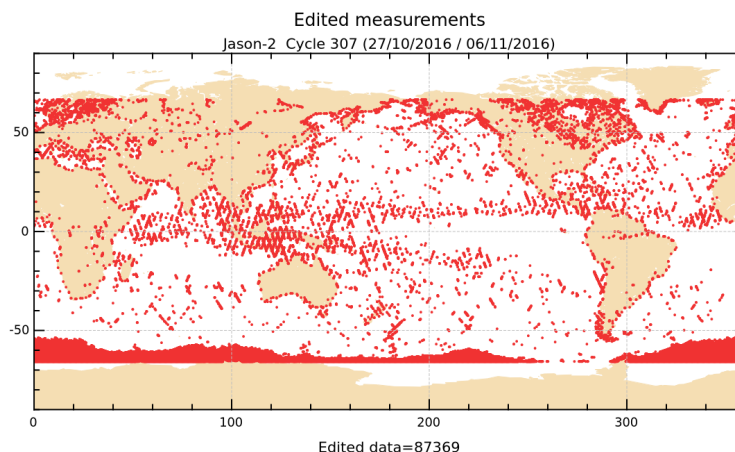 Edited measurements
Jason-2  Cycle 307 (27/10/2016 / 06/11/2016)
50
0
-50
0 100 200 300
Edited data=87369